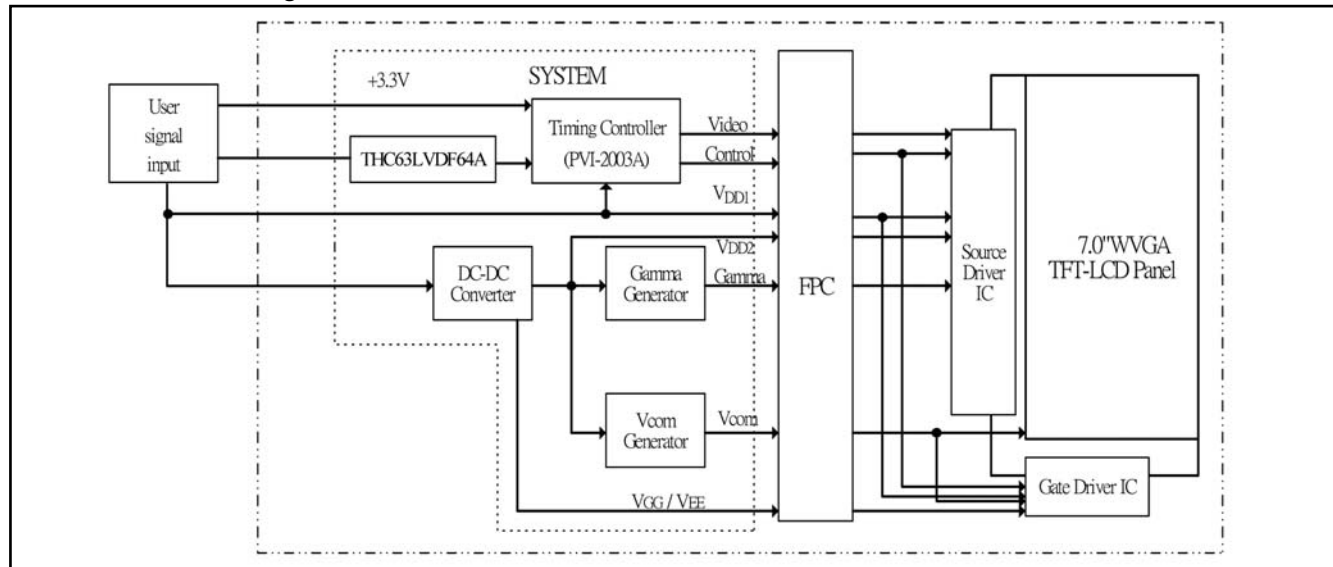 +3.3V
SYSTEM
User
signal
input
THC63LVDF64A
Timing Controller
(PVI-2003A)
Video
Control
VDD1
VDD2
DC-DC
Converter
Gamma
Generator
Gamma
Vcom
Generator
Vcom
VGG / VEE
FPC
Source
Driver
IC
7.0"WVGA
TFT-LCD Panel
Gate Driver IC